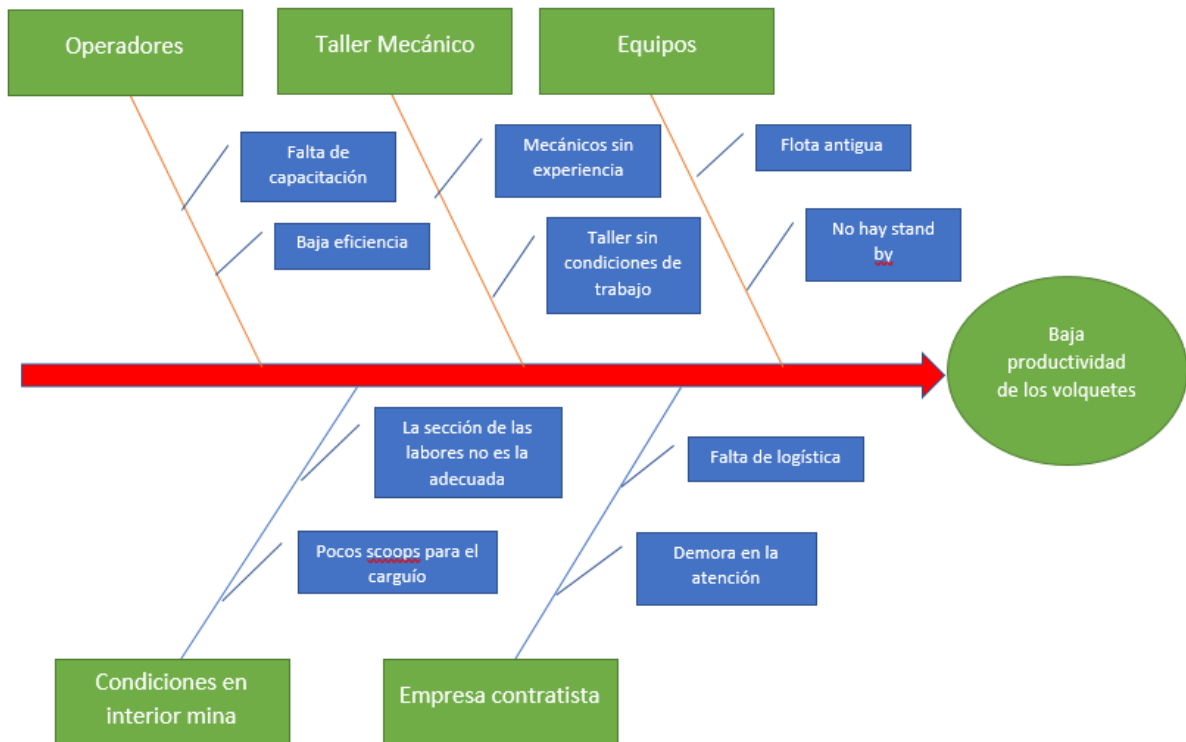 Operadores
Taller Mecánico
Equipos
Falta de
capacitación
Mecánicos sin
experiencia
Flota antigua
Baja eficiencia
Taller sin
condiciones de
trabajo
No hay stand
by
Baja
productividad
de los volquetes
La sección de las
labores no es la
adecuada
Falta de logística
Pocos scoops para el
carguío
Demora en la
atención
Condiciones en
interior mina
Empresa contratista